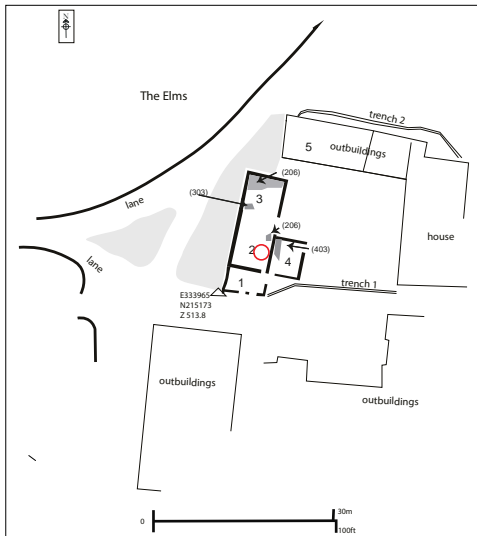 N
The Elms
trench 2
5
outbuildings
(206)
3
(303)
lane
(206)
house
2
(403)
4
lane
1
trench 1
E333965
N215173
Z 513.8
outbuildings
outbuildings
30m
0
100ft